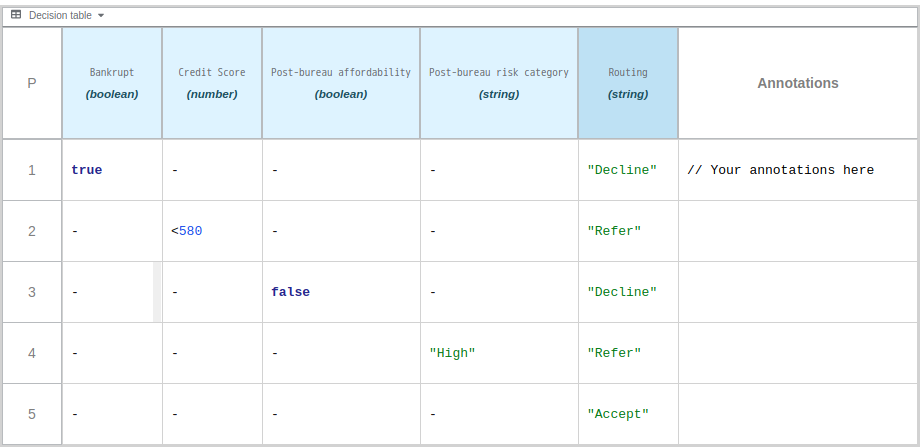 Decision table
P Bankrupt (boolean) Credit Score (number) Post-bureau affordability (boolean) Post-bureau risk category (string) Routing (string) Annotations
1 true - - - "Decline" // Your annotations here
2 - <580 - - "Refer"
3 - - false - "Decline"
4 - - - "High" "Refer"
5 - - - - "Accept"